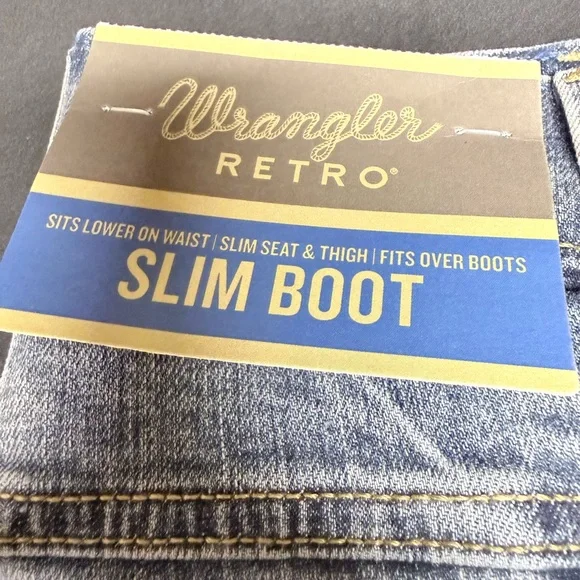 Wrangler
RETRO®
SITS LOWER ON WAIST | SLIM SEAT & THIGH | FITS OVER BOOTS
SLIM BOOT